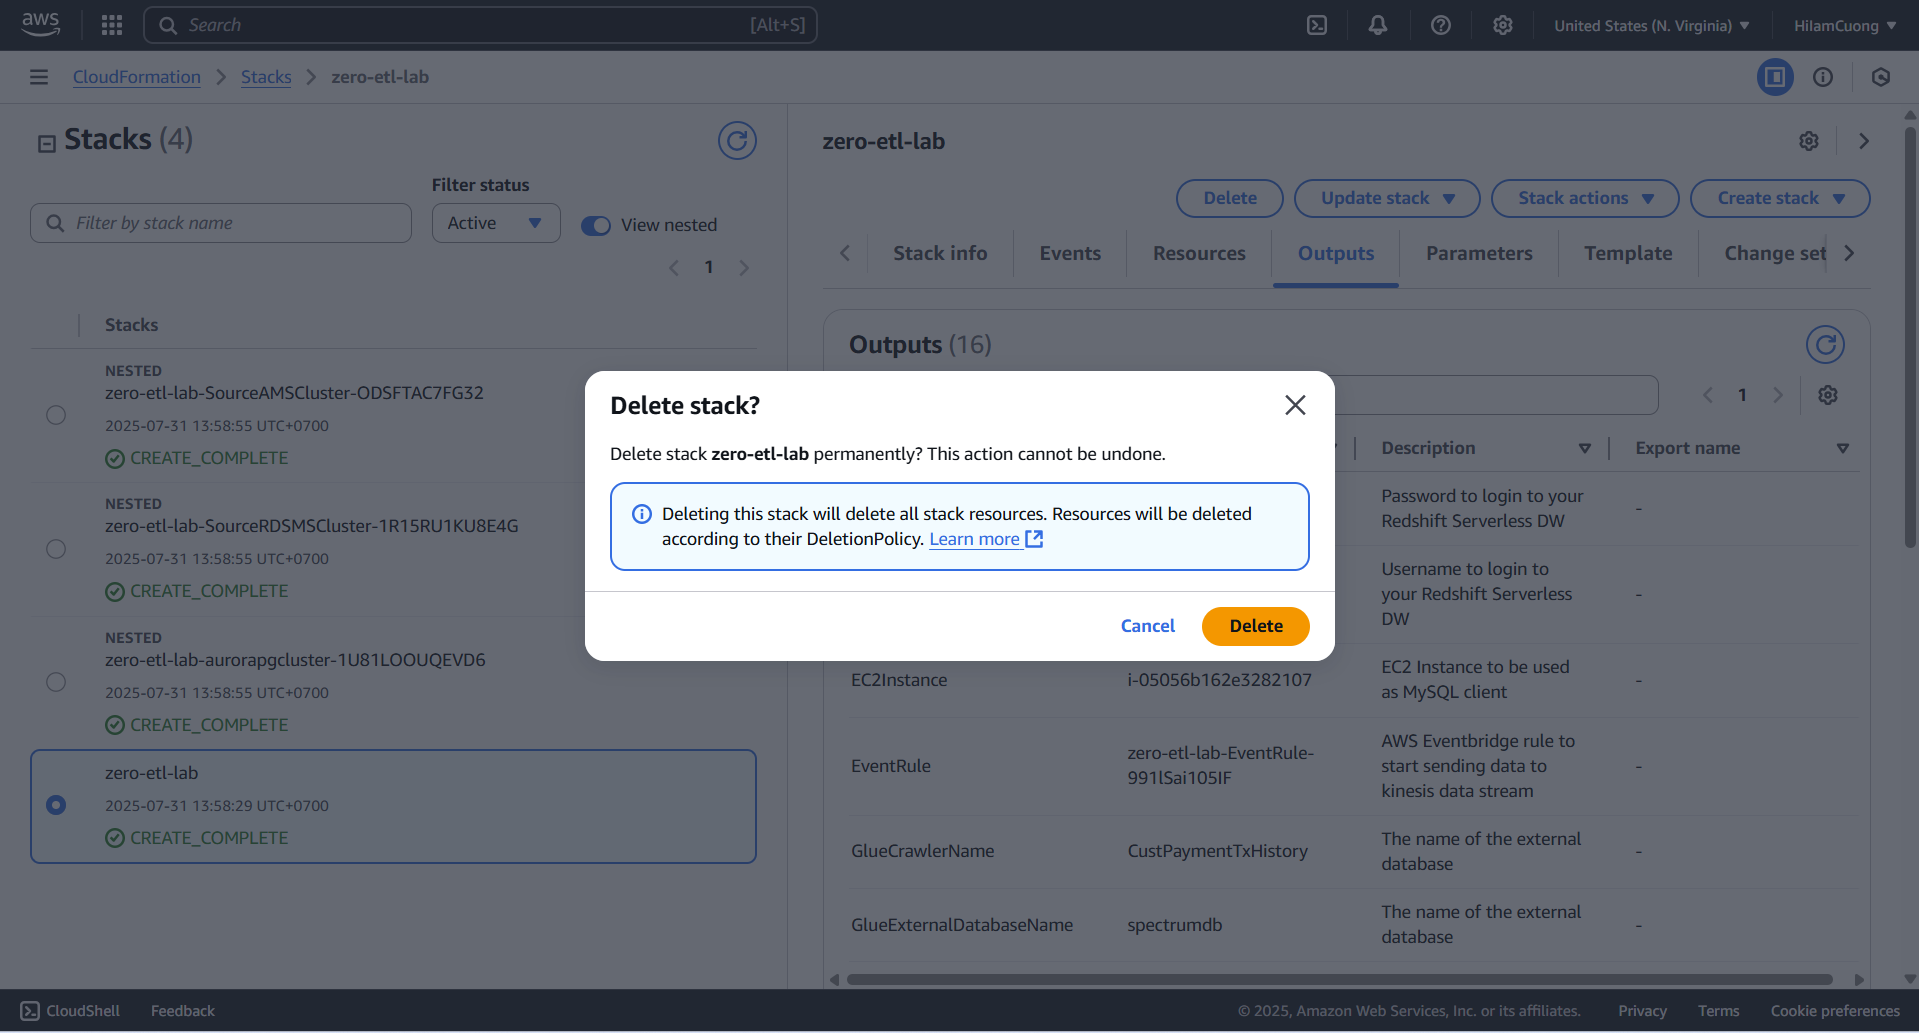 aws
Search
[Alt+S]
United States (N. Virginia)
HilamCuong
CloudFormation
Stacks
zero-etl-lab
Stacks (4)
Filter status
Filter by stack name
Active
View nested
1
Stacks
NESTED
zero-etl-lab-SourceAMSCluster-ODSFTAC7FG32
2025-07-31 13:58:55 UTC+0700
CREATE_COMPLETE
NESTED
zero-etl-lab-SourceRDSMSCluster-1R15RU1KU8E4G
2025-07-31 13:58:55 UTC+0700
CREATE_COMPLETE
NESTED
zero-etl-lab-aurorapgcluster-1U81LOOUQEVD6
2025-07-31 13:58:55 UTC+0700
CREATE_COMPLETE
zero-etl-lab
2025-07-31 13:58:29 UTC+0700
CREATE_COMPLETE
zero-etl-lab
Delete
Update stack
Stack actions
Create stack
Stack info
Events
Resources
Outputs
Parameters
Template
Change set
Outputs (16)
1
Description
Export name
Password to login to your
Redshift Serverless DW
-
Username to login to
your Redshift Serverless
DW
-
EC2Instance
i-05056b162e3282107
EC2 Instance to be used
as MySQL client
-
EventRule
zero-etl-lab-EventRule-
991lSai105IF
AWS Eventbridge rule to
start sending data to
kinesis data stream
-
GlueCrawlerName
CustPaymentTxHistory
The name of the external
database
-
GlueExternalDatabaseName
spectrumdb
The name of the external
database
-
Delete stack?
Delete stack zero-etl-lab permanently? This action cannot be undone.
Deleting this stack will delete all stack resources. Resources will be deleted
according to their DeletionPolicy. Learn more
Cancel
Delete
CloudShell
Feedback
© 2025, Amazon Web Services, Inc. or its affiliates.
Privacy
Terms
Cookie preferences